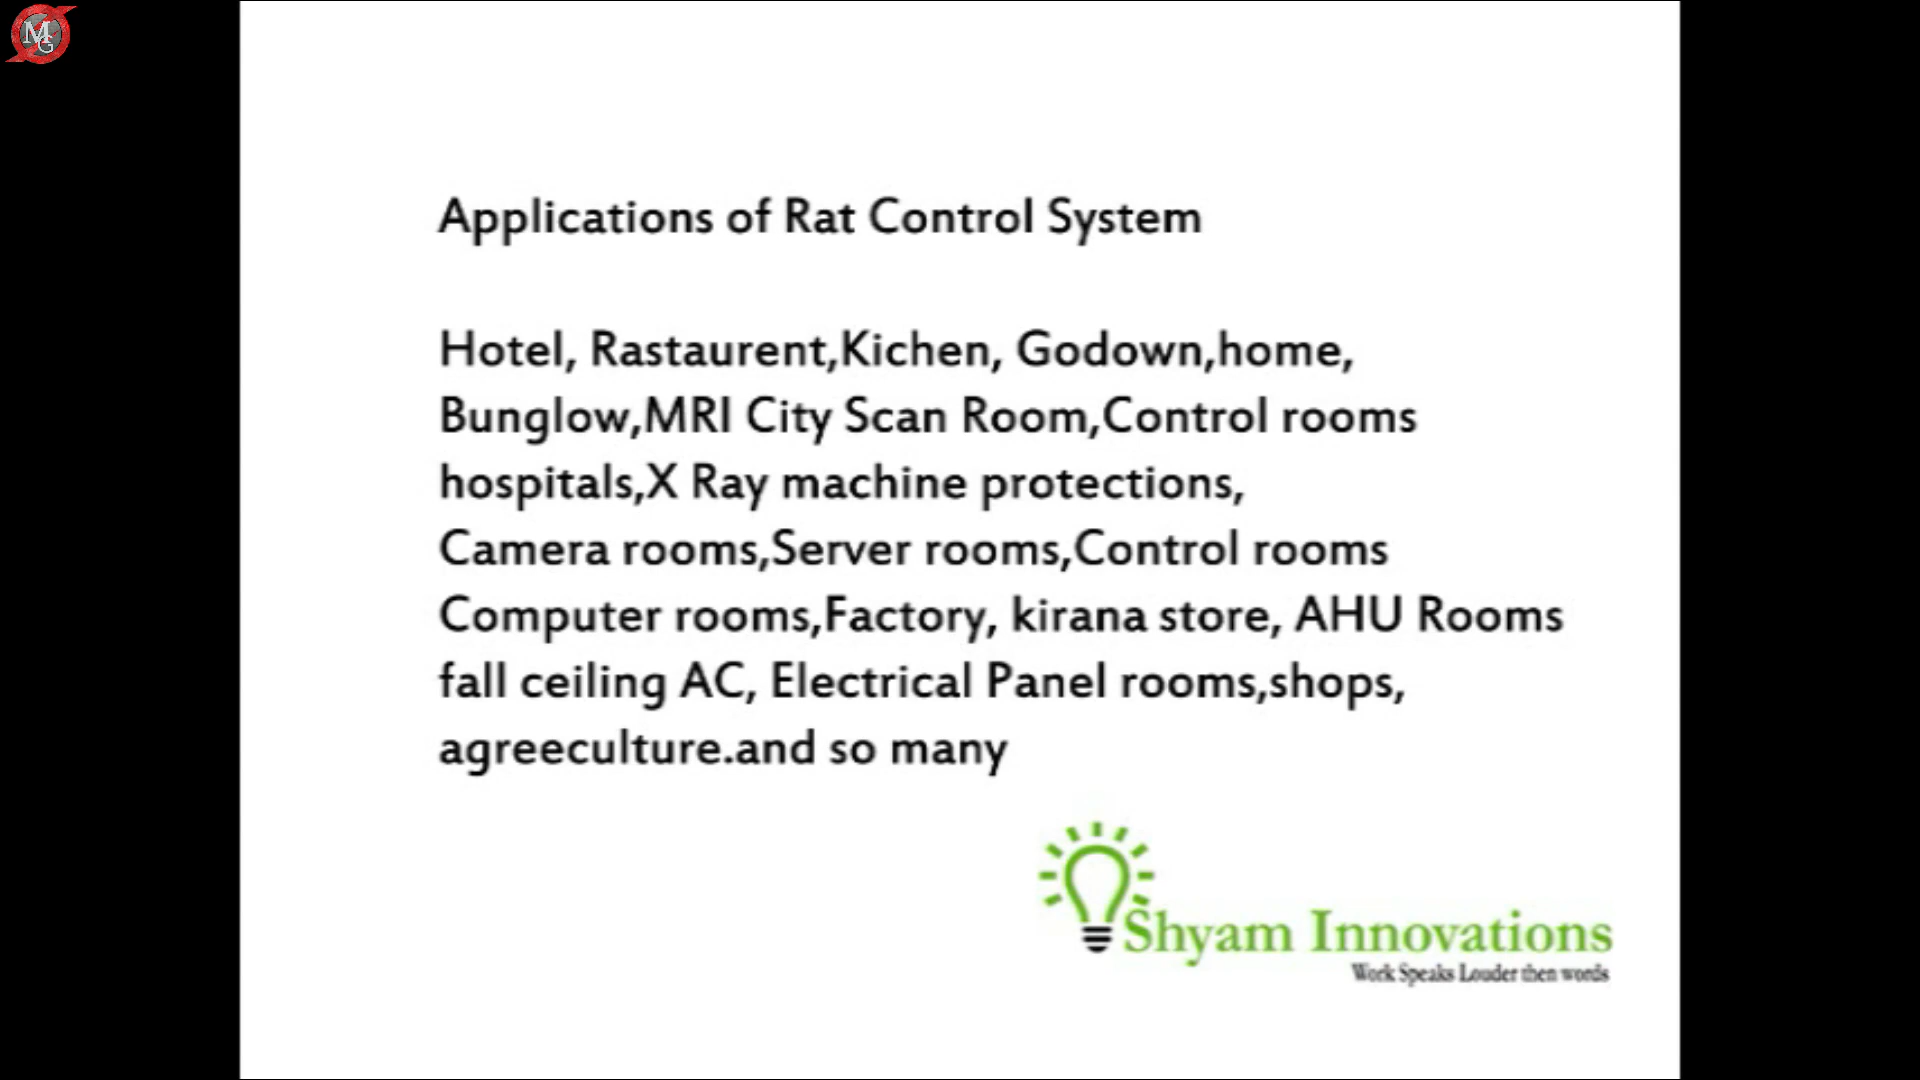 MG
Applications of Rat Control System
Hotel, Rastaurent,Kichen, Godown,home,
Bunglow,MRI City Scan Room,Control rooms
hospitals,X Ray machine protections,
Camera rooms,Server rooms,Control rooms
Computer rooms,Factory, kirana store, AHU Rooms
fall ceiling AC, Electrical Panel rooms,shops,
agreeculture.and so many
Shyam Innovations
Work Speaks Louder then words